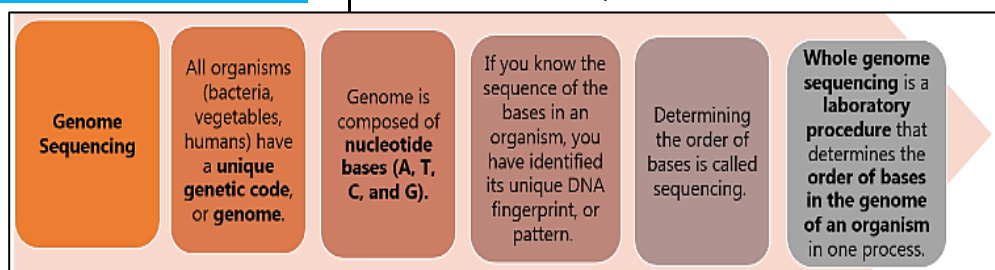 Genome
Sequencing
All organisms
(bacteria,
vegetables,
humans) have
a unique
genetic code,
or genome.
Genome is
composed of
nucleotide
bases (A, T,
C, and G).
If you know the
sequence of the
bases in an
organism, you
have identified
its unique DNA
fingerprint, or
pattern.
Determining
the order of
bases is called
sequencing.
Whole genome
sequencing is a
laboratory
procedure that
determines the
order of bases
in the genome
of an organism
in one process.